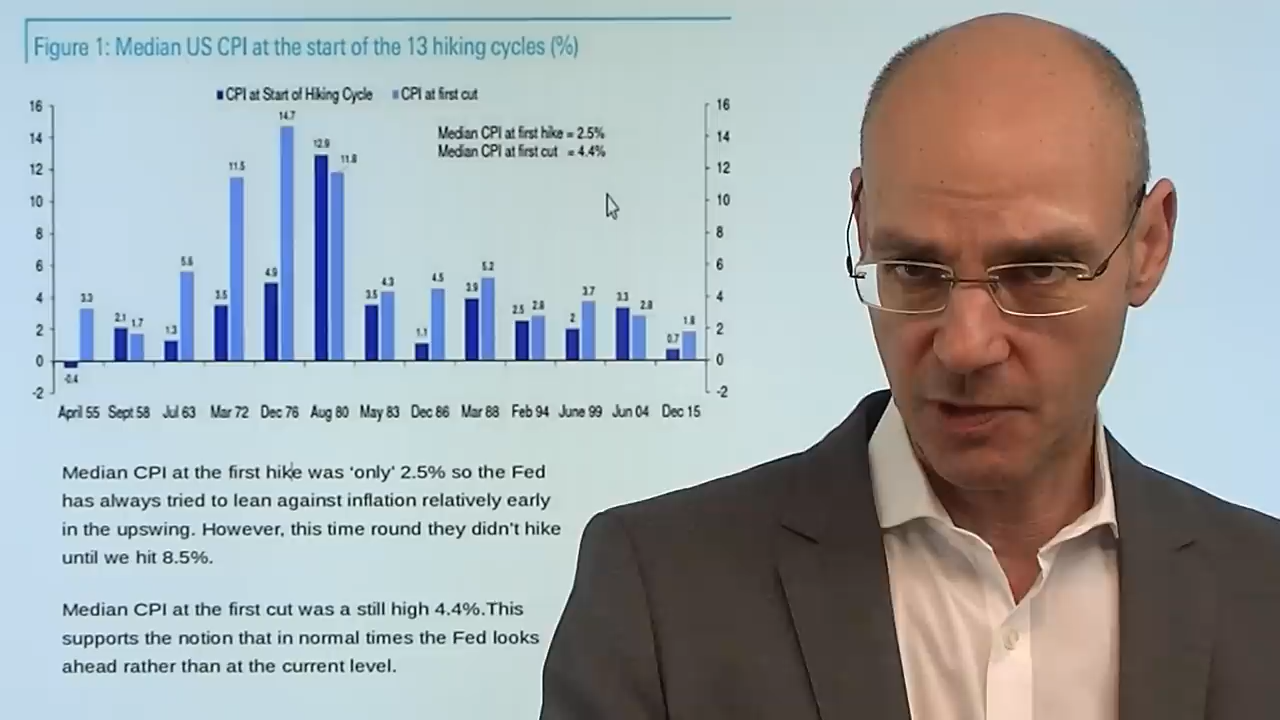 Figure 1: Median US CPI at the start of the 13 hiking cycles (%)
CPI at Start of Hiking Cycle CPI at first cut
Median CPI at first hike = 2.5%
Median CPI at first cut = 4.4%
16
14
12
10
8
6
4
2
0
-2
-0.4 3.3
2.1 1.7
1.3 5.6
3.5 11.5
4.9 14.7
12.9 11.8
3.5 4.3
1.1 4.5
3.9 5.2
2.5 2.8
2 3.7
3.3 2.8
0.7 1.8
16
14
12
10
8
6
4
2
0
-2
April 55 Sept 58 Jul 63 Mar 72 Dec 76 Aug 80 May 83 Dec 86 Mar 88 Feb 94 June 99 Jun 04 Dec 15
Median CPI at the first hike was ‘only’ 2.5% so the Fed
has always tried to lean against inflation relatively early
in the upswing. However, this time round they didn’t hike
until we hit 8.5%.
Median CPI at the first cut was a still high 4.4%.This
supports the notion that in normal times the Fed looks
ahead rather than at the current level.